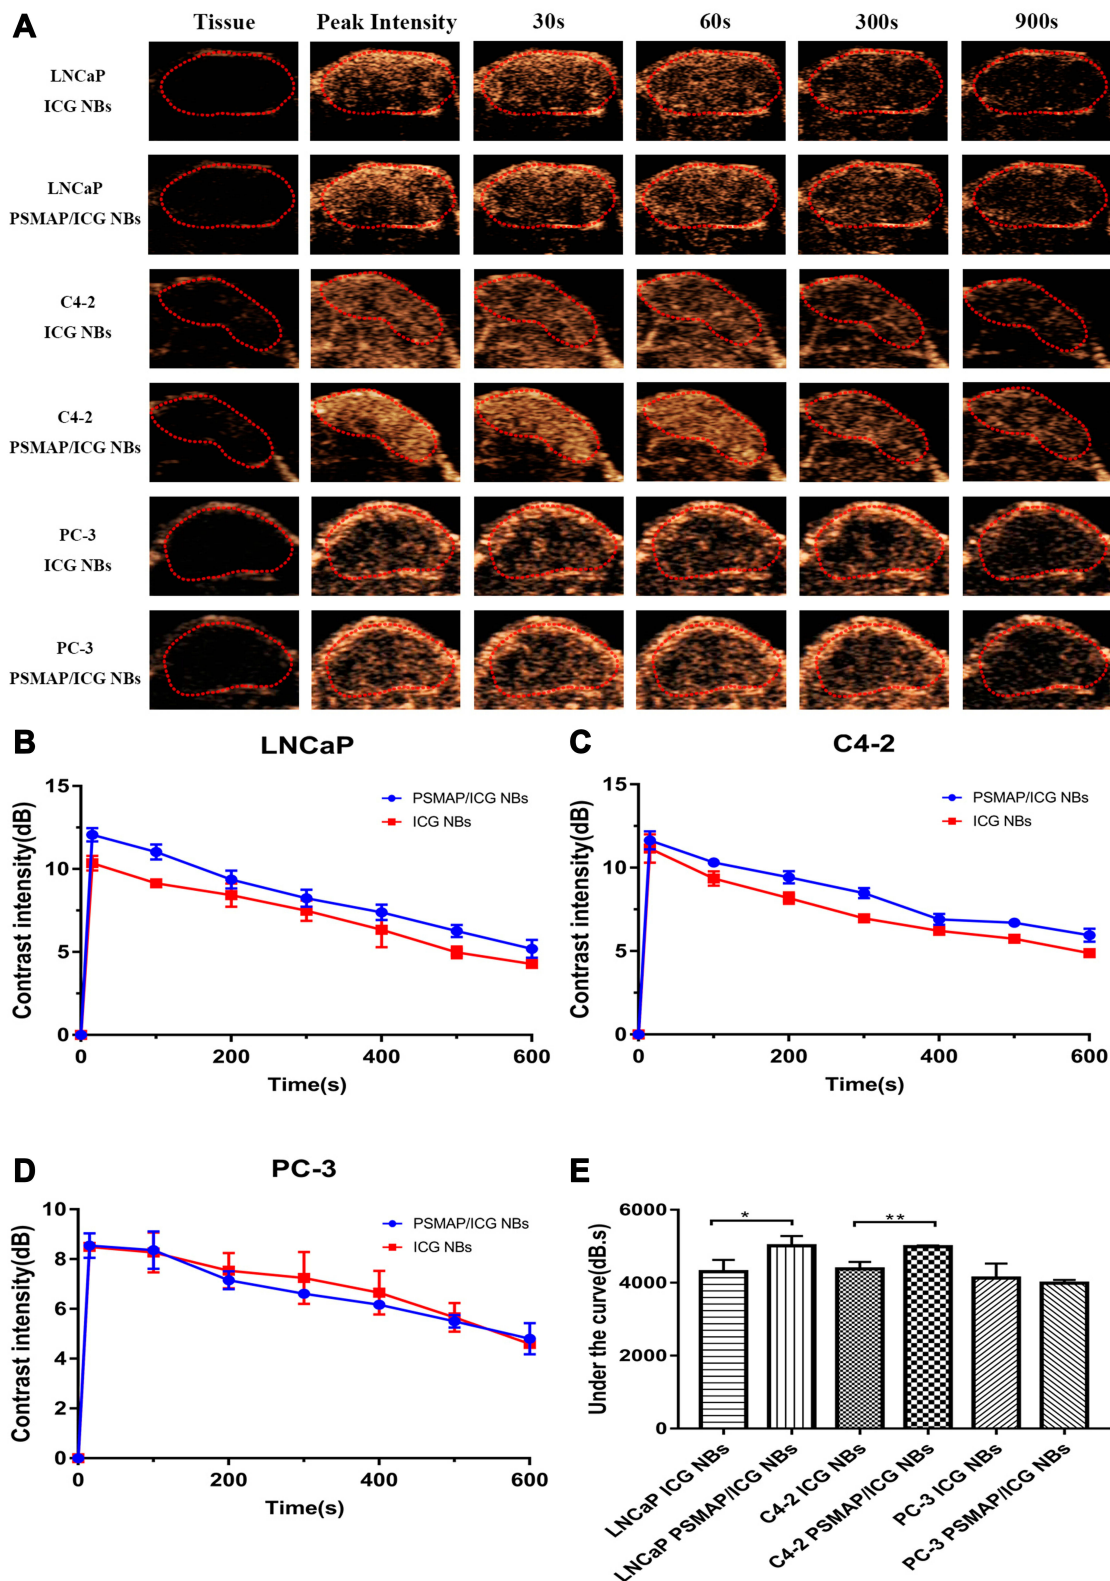 A
Tissue Peak Intensity 30s 60s 300s 900s
LNCaP
ICG NBs
LNCaP
PSMAP/ICG NBs
C4-2
ICG NBs
C4-2
PSMAP/ICG NBs
PC-3
ICG NBs
PC-3
PSMAP/ICG NBs
B
LNCaP
Contrast intensity(dB)
15
10
5
0
PSMAP/ICG NBs
ICG NBs
0 200 400 600
Time(s)
C
C4-2
Contrast intensity(dB)
15
10
5
0
PSMAP/ICG NBs
ICG NBs
0 200 400 600
Time(s)
D
PC-3
Contrast intensity(dB)
10
8
6
4
2
0
PSMAP/ICG NBs
ICG NBs
0 200 400 600
Time(s)
E
Under the curve(dB.s)
6000
4000
2000
0
*
**
LNCaP ICG NBs
LNCaP PSMAP/ICG NBs
C4-2 ICG NBs
C4-2 PSMAP/ICG NBs
PC-3 ICG NBs
PC-3 PSMAP/ICG NBs